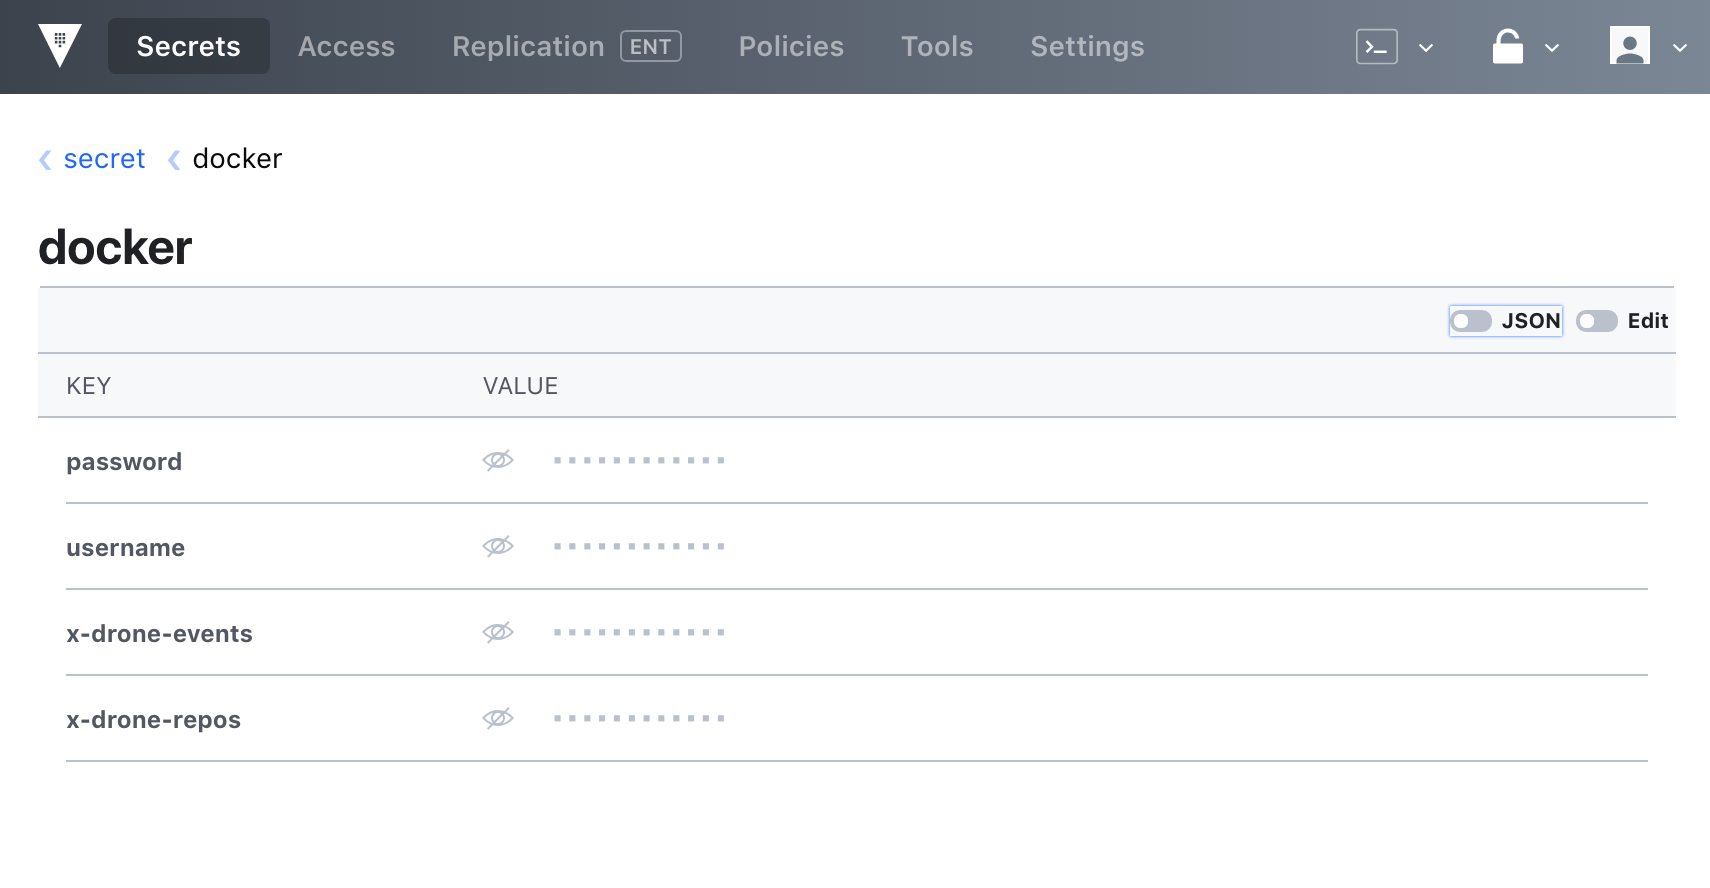 Secrets Access Replication ENT Policies Tools Settings
secret docker
docker
JSON Edit
KEY VALUE
password
username
x-drone-events
x-drone-repos